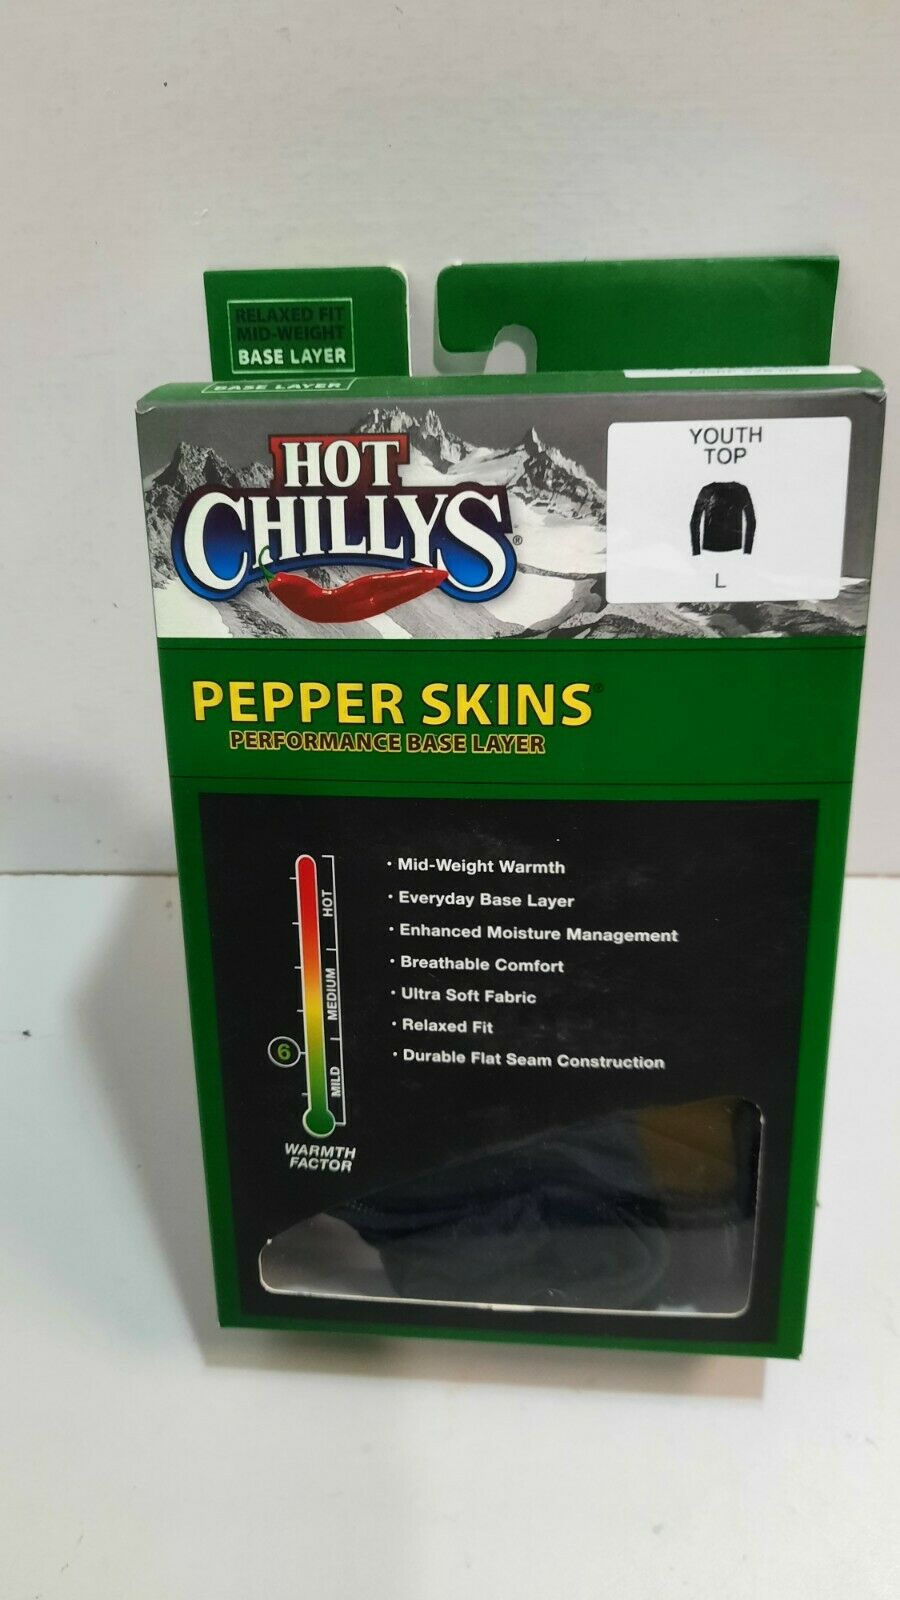 RELAXED FIT
MID-WEIGHT
BASE LAYER
BASE LAYER
HOT
CHILLYS®
YOUTH
TOP
L
PEPPER SKINS®
PERFORMANCE BASE LAYER
HOT
MEDIUM
MILD
6
WARMTH
FACTOR
· Mid-Weight Warmth
· Everyday Base Layer
· Enhanced Moisture Management
· Breathable Comfort
· Ultra Soft Fabric
· Relaxed Fit
· Durable Flat Seam Construction